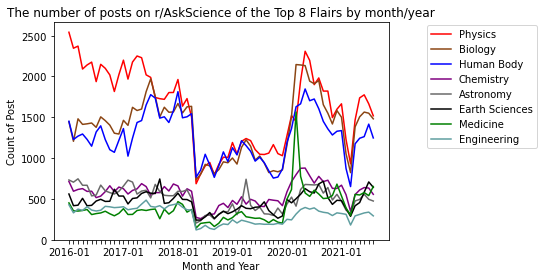 The number of posts on r/AskScience of the Top 8 Flairs by month/year
Count of Post
2500
2000
1500
1000
500
0
2016-01 2017-01 2018-01 2019-01 2020-01 2021-01
Month and Year
Physics
Biology
Human Body
Chemistry
Astronomy
Earth Sciences
Medicine
Engineering